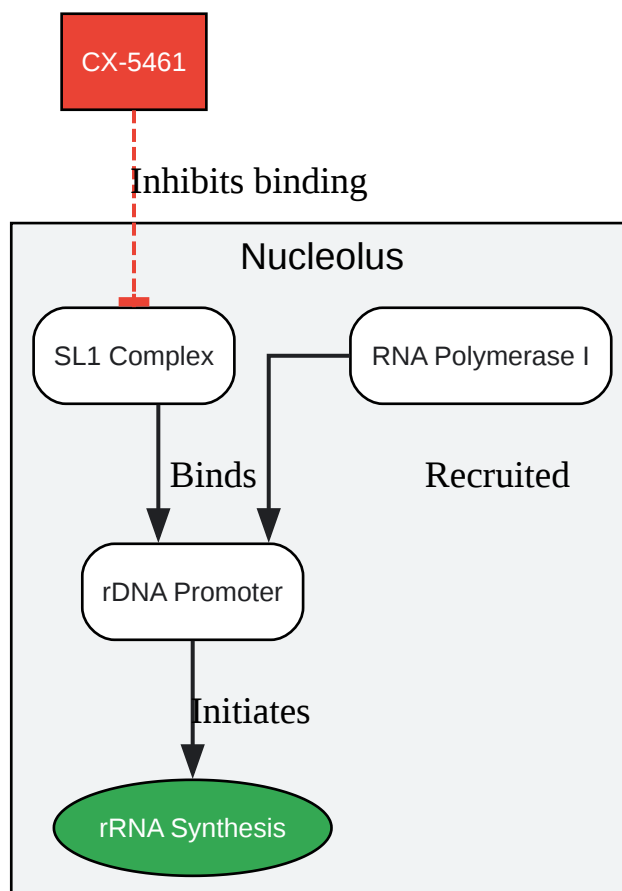 CX-5461
Inhibits binding
Nucleolus
SL1 Complex
RNA Polymerase I
Binds
Recruited
rDNA Promoter
Initiates
rRNA Synthesis